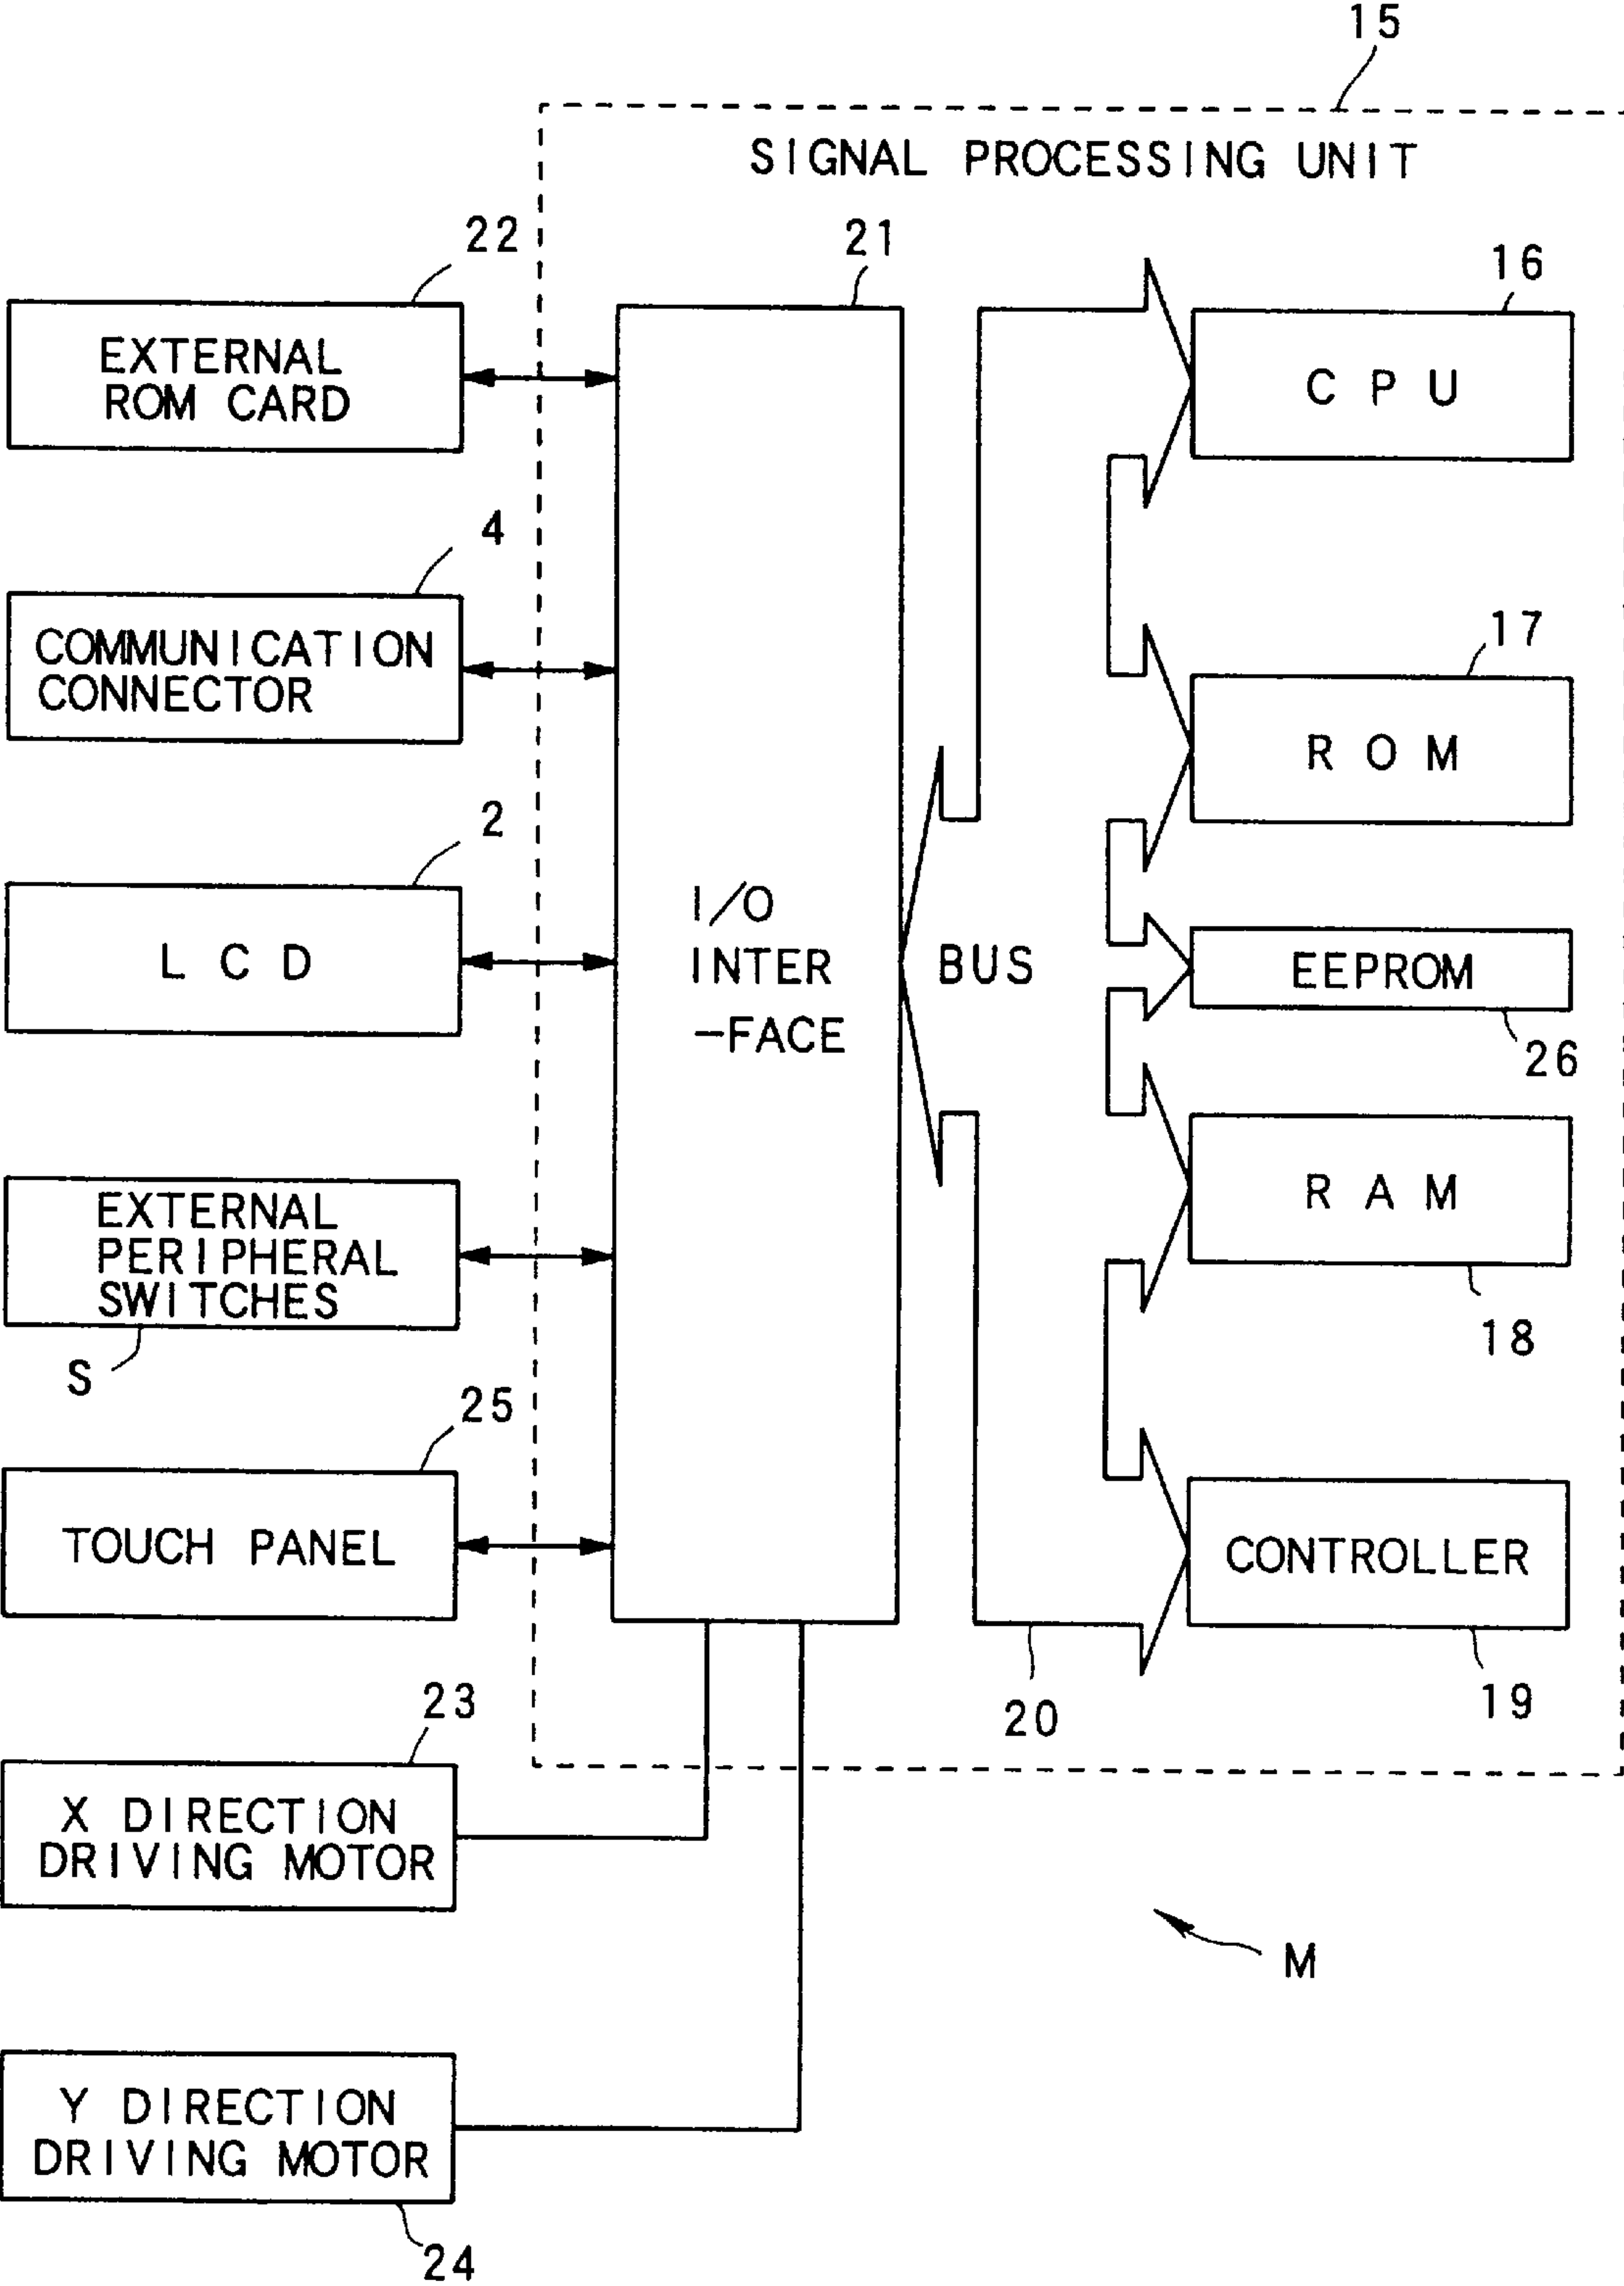 15
SIGNAL PROCESSING UNIT
22
EXTERNAL
ROM CARD
4
COMMUNICATION
CONNECTOR
2
LCD
EXTERNAL
PERIPHERAL
SWITCHES
S
25
TOUCH PANEL
23
X DIRECTION
DRIVING MOTOR
Y DIRECTION
DRIVING MOTOR
24
21
I/O
INTER
-FACE
BUS
20
16
CPU
17
ROM
EEPROM
26
RAM
18
CONTROLLER
19
M